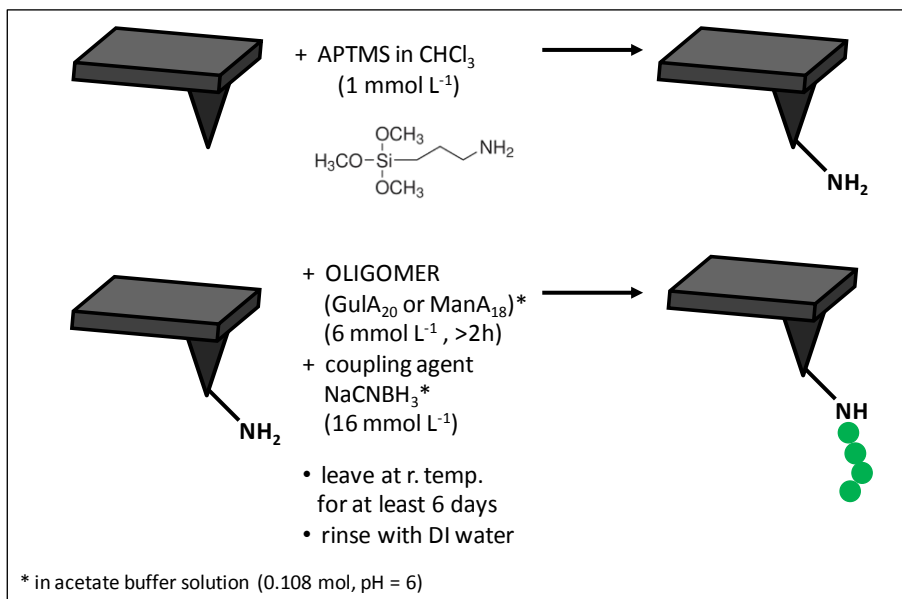 + APTMS in CHCl₃
(1 mmol L⁻¹)
OCH₃
H₃CO-Si
NH₂
OCH₃
NH₂
+ OLIGOMER
(GulA₂₀ or ManA₁₈)*
(6 mmol L⁻¹ , >2h)
+ coupling agent
NaCNBH₃*
(16 mmol L⁻¹)
NH₂
NH
• leave at r. temp.
for at least 6 days
• rinse with DI water
* in acetate buffer solution (0.108 mol, pH = 6)